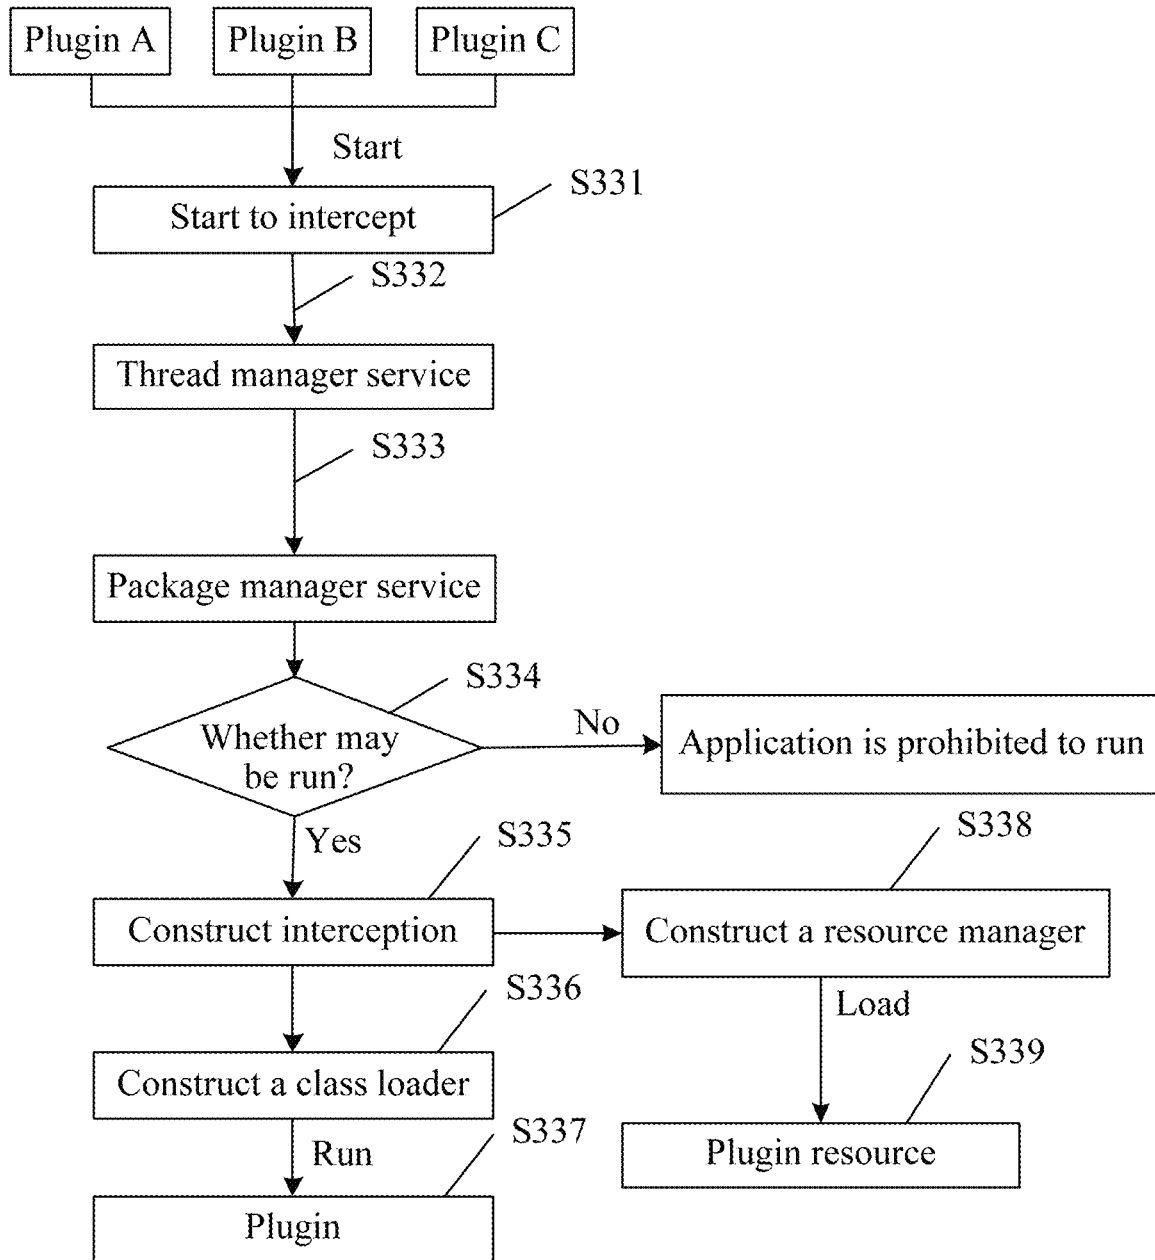 Plugin A
Plugin B
Plugin C
Start
Start to intercept
S331
S332
Thread manager service
S333
Package manager service
S334
Whether may
be run?
No
Application is prohibited to run
Yes
S335
S338
Construct interception
Construct a resource manager
S336
Load
Construct a class loader
S339
Run
S337
Plugin resource
Plugin